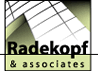 Radekopf
& associates